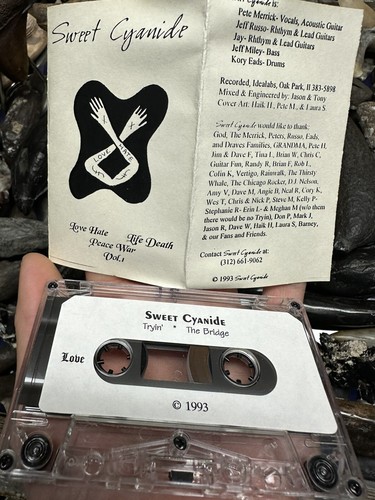 Sweet Cyanide
LOVE
HATE
Love Hate Life Death
Peace War
Vol.1
Sweet Cyanide is:
Pete Merrick- Vocals, Acoustic Guitar
Jeff Russo- Rhythm & Lead Guitars
Jay- Rhythm & Lead Guitars
Jeff Miley- Bass
Kory Eads- Drums
Recorded, Idealabs, Oak Park, Il 383-5898
Mixed & Engineered by: Jason & Tony
Cover Art: Haik H., Pete M., & Laura S.
Sweet Cyanide would like to thank:
God, The Merrick, Peters, Russo, Eads,
and Draves Families, GRANDMA, Pete H,
Jim & Dave F, Tina L, Brian W, Chris C,
Guitar Fun, Randy R, Brian F, Rob L,
Colin K, Vertigo, Rainwalk, The Thirsty
Whale, The Chicago Rocker, D.J. Nelson,
Amy V, Dave M, Angie B, Neal R, Cory K,
Wes T, Chris & Nick P, Steve M, Kelly P-
Stephanie R- Erin L- & Meghan M (w/o them
there would be no Tryin), Don P, Mark J,
Jason R, Dave W, Haik H, Laura S, Barney,
& our Fans and Friends.
Contact Sweet Cyanide at:
(312) 661-9062
© 1993 Sweet Cyanide
SWEET CYANIDE
Tryin' * The Bridge
Love
© 1993